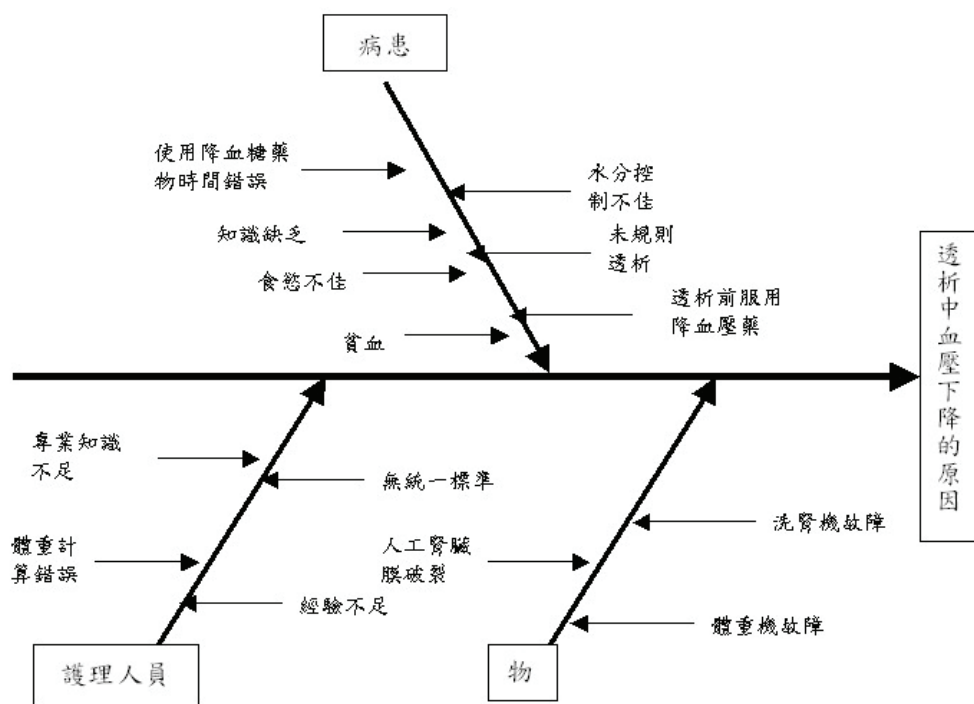 病患
使用降血糖藥
物時間錯誤
水分控
制不佳
知識缺乏
未規則
透析
食慾不佳
透析前服用
降血壓藥
貧血
透析中血壓下降的原因
專業知識
不足
無統一標準
體重計
算錯誤
經驗不足
洗腎機故障
人工腎臟
膜破裂
體重機故障
護理人員
物